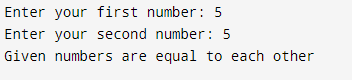 Enter your first number: 5
Enter your second number: 5
Given numbers are equal to each other